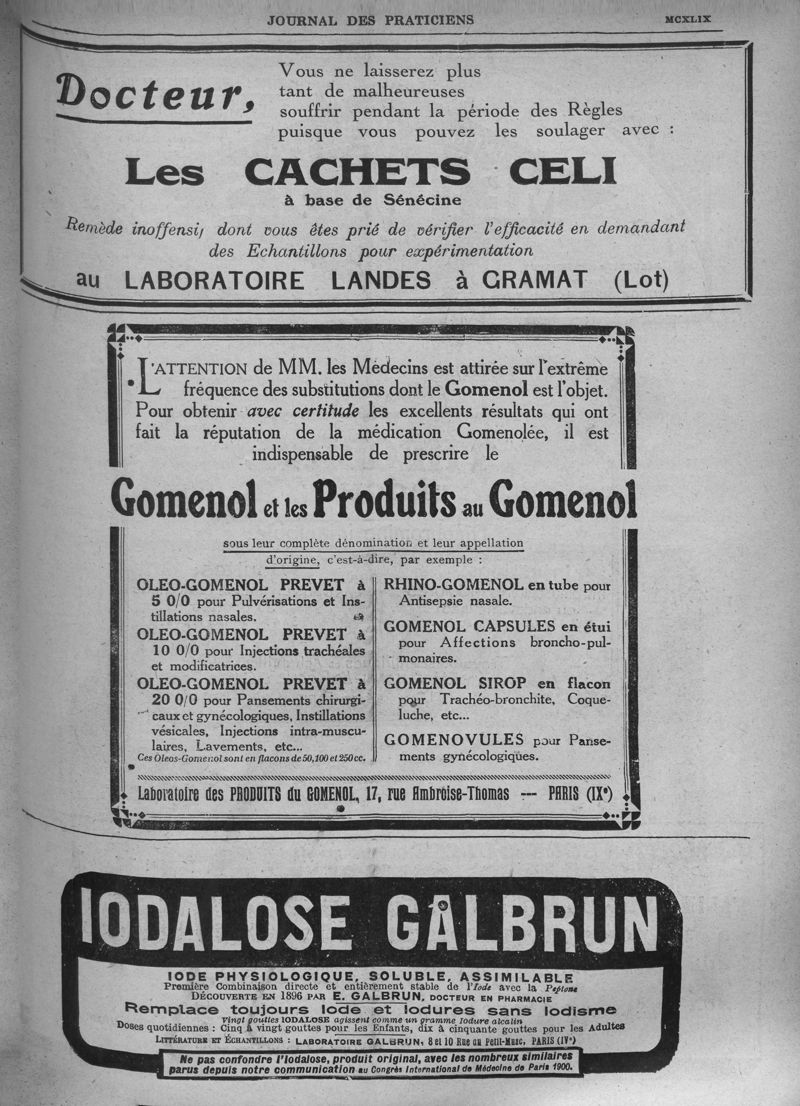 JOURNAL DES PRATICIENS MCXLIX
Docteur,
Vous ne laisserez plus
tant de malheureuses
souffrir pendant la période des Règles
puisque vous pouvez les soulager avec :
Les CACHETS CELI
à base de Sénécine
Remède inoffensif dont vous êtes prié de vérifier l'efficacité en demandant
des Echantillons pour expérimentation
au LABORATOIRE LANDES à GRAMAT (Lot)
L'ATTENTION de MM. les Médecins est attirée sur l'extrême
fréquence des substitutions dont le Gomenol est l'objet.
Pour obtenir avec certitude les excellents résultats qui ont
fait la réputation de la médication Gomenolée, il est
indispensable de prescrire le
Gomenol et les Produits au Gomenol
sous leur complète dénomination et leur appellation
d'origine, c'est-à-dire, par exemple :
OLEO-GOMENOL PREVET à
5 0/0 pour Pulvérisations et Ins-
tillations nasales.
OLEO-GOMENOL PREVET à
10 0/0 pour Injections trachéales
et modificatrices.
OLEO-GOMENOL PREVET à
20 0/0 pour Pansements chirurgi-
caux et gynécologiques, Instillations
vésicales, Injections intra-muscu-
laires, Lavements, etc...
Ces Oleos-Gomenol sont en flacons de 50, 100 et 250 cc.
RHINO-GOMENOL en tube pour
Antisepsie nasale.
GOMENOL CAPSULES en étui
pour Affections broncho-pul-
monaires.
GOMENOL SIROP en flacon
pour Trachéo-bronchite, Coque-
luche, etc...
GOMENOVULES pour Panse-
ments gynécologiques.
Laboratoire des PRODUITS du GOMENOL, 17, rue Ambroise-Thomas --- PARIS (IXe)
IODALOSE GALBRUN
IODE PHYSIOLOGIQUE, SOLUBLE, ASSIMILABLE
Première Combinaison directe et entièrement stable de l'Iode avec la Peptone
DÉCOUVERTE EN 1896 PAR E. GALBRUN, DOCTEUR EN PHARMACIE
Remplace toujours Iode et Iodures sans Iodisme
Vingt gouttes IODALOSE agissent comme un gramme Iodure alcalin
Doses quotidiennes : Cinq à vingt gouttes pour les Enfants, dix à cinquante gouttes pour les Adultes
LITTÉRATURE ET ÉCHANTILLONS : LABORATOIRE GALBRUN, 8 et 10 Rue du Petit-Musc, PARIS (IVe)
Ne pas confondre l'Iodalose, produit original, avec les nombreux similaires
parus depuis notre communication au Congrès International de Médecine de Paris 1900.